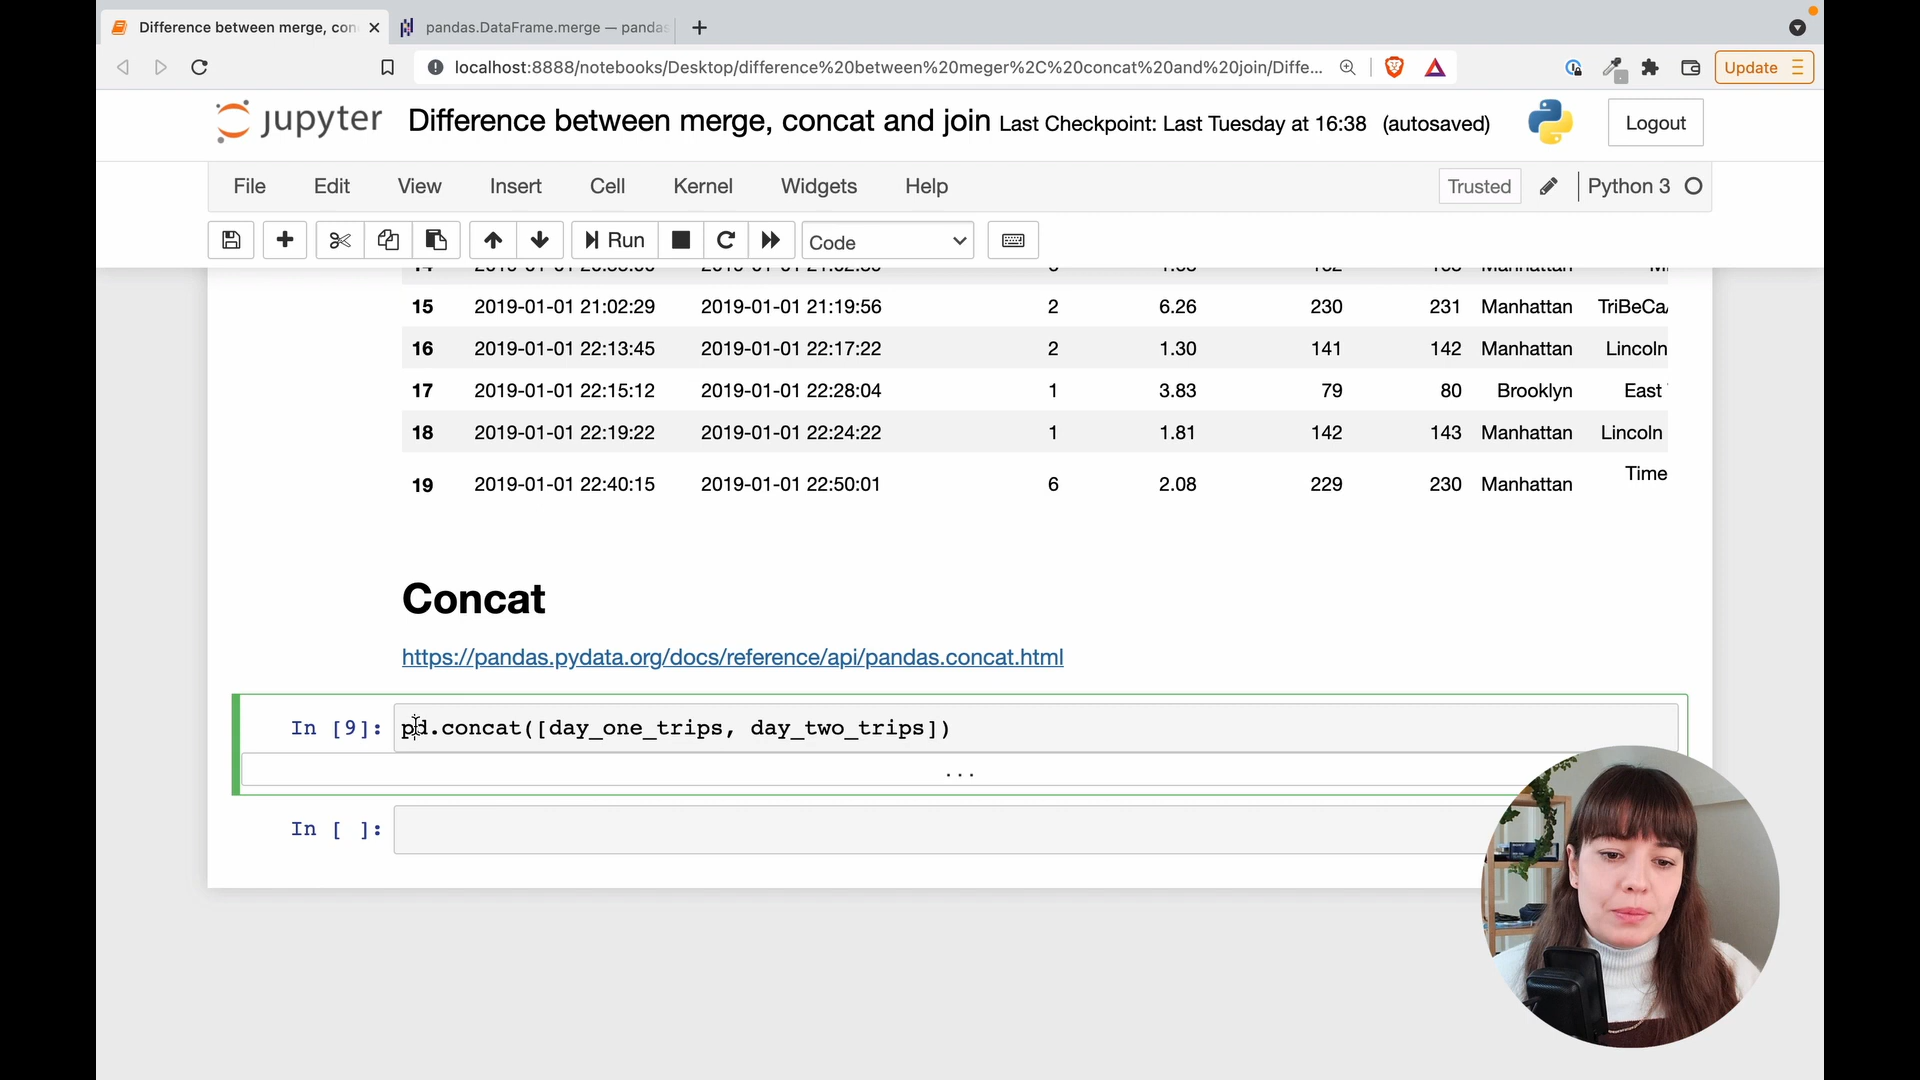 Difference between merge, con
pandas.DataFrame.merge — panda
localhost:8888/notebooks/Desktop/difference%20between%20meger%2C%20concat%20and%20join/Diffe...
Update
jupyter Difference between merge, concat and join Last Checkpoint: Last Tuesday at 16:38 (autosaved)
Logout
File Edit View Insert Cell Kernel Widgets Help
Trusted Python 3
Run Code
15 2019-01-01 21:02:29 2019-01-01 21:19:56 2 6.26 230 231 Manhattan TriBeCa/
16 2019-01-01 22:13:45 2019-01-01 22:17:22 2 1.30 141 142 Manhattan Lincoln
17 2019-01-01 22:15:12 2019-01-01 22:28:04 1 3.83 79 80 Brooklyn East
18 2019-01-01 22:19:22 2019-01-01 22:24:22 1 1.81 142 143 Manhattan Lincoln
19 2019-01-01 22:40:15 2019-01-01 22:50:01 6 2.08 229 230 Manhattan Time
Concat
https://pandas.pydata.org/docs/reference/api/pandas.concat.html
In [9]: pd.concat([day_one_trips, day_two_trips])
...
In [ ]: